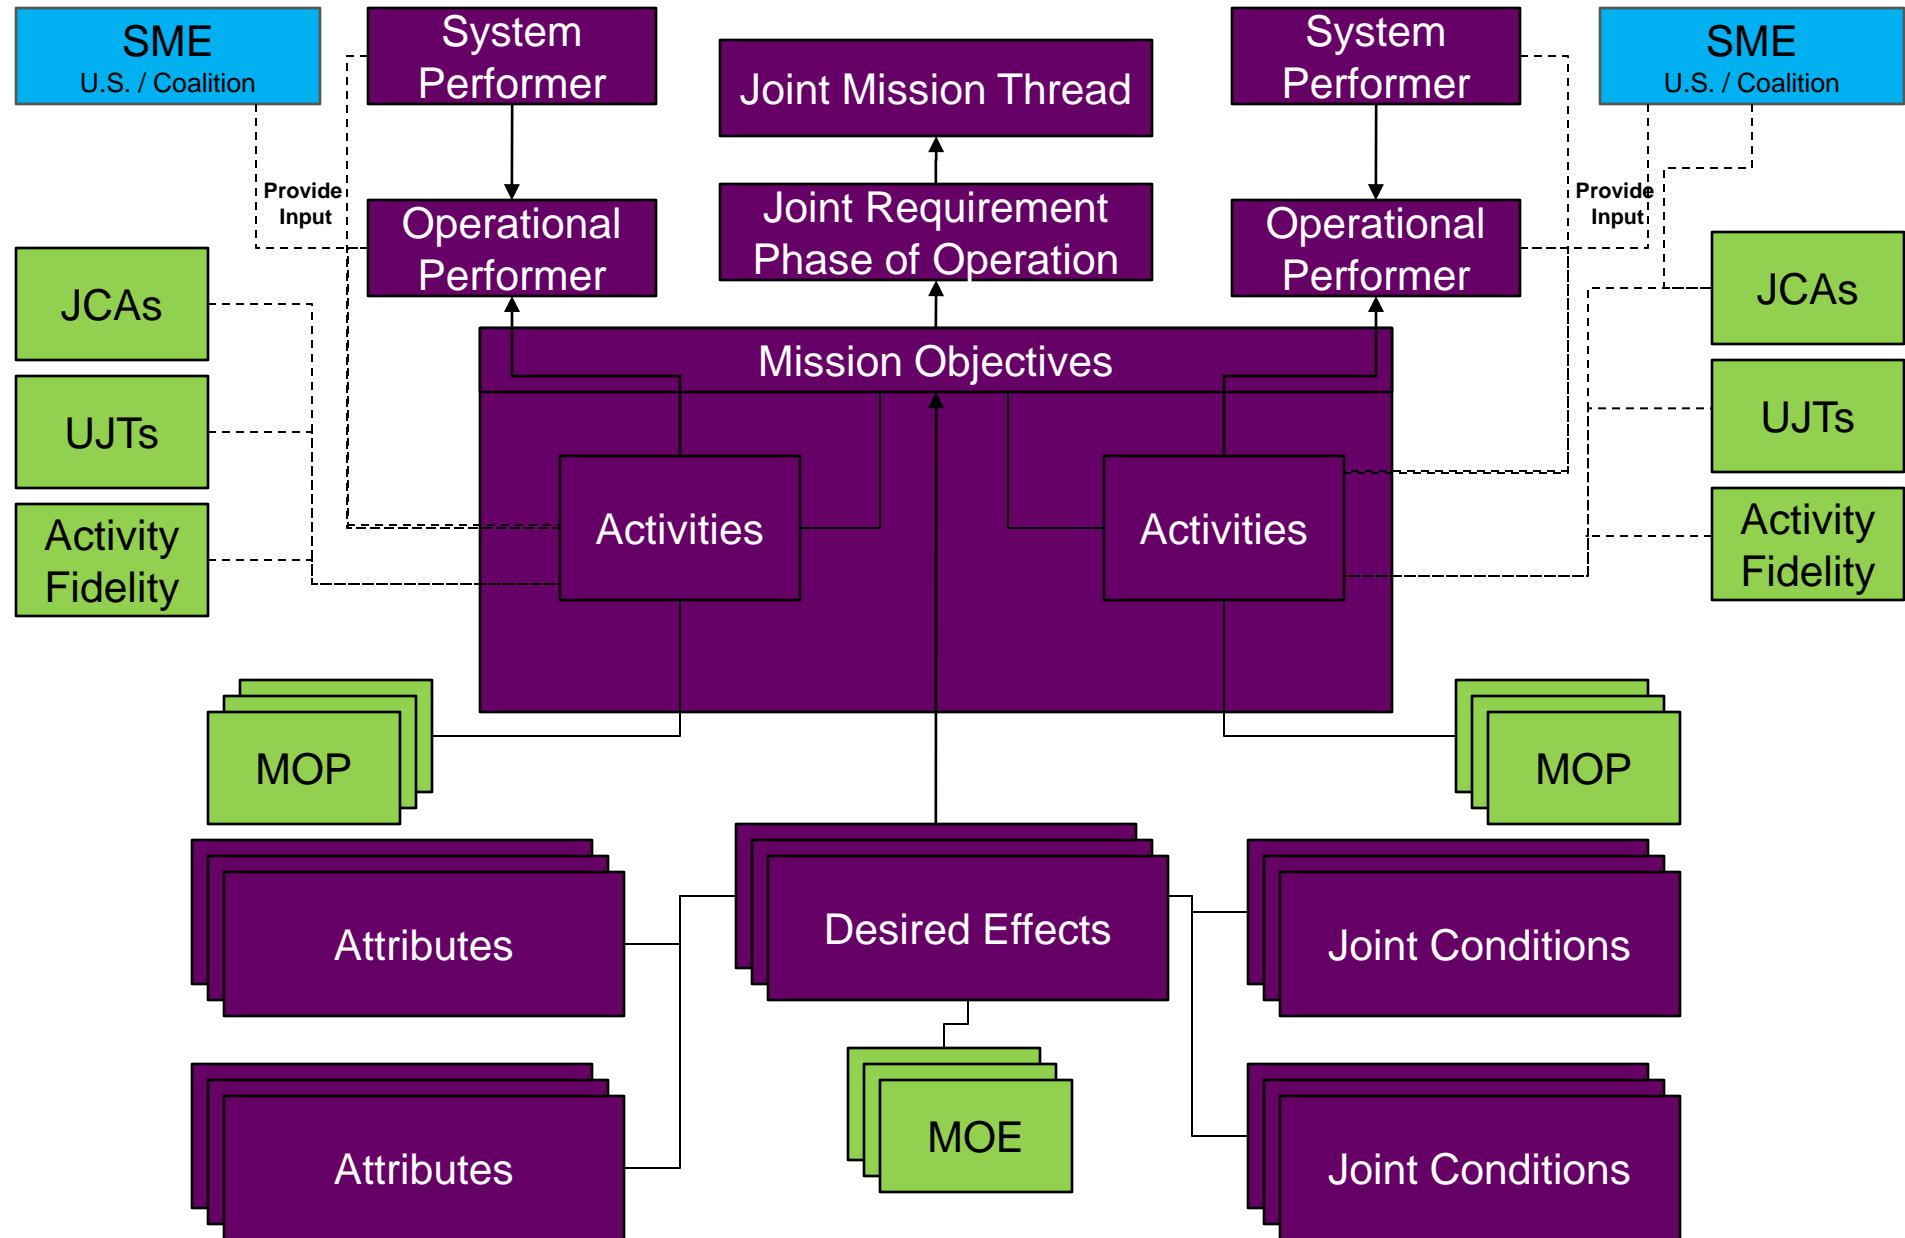 SME
U.S. / Coalition
System
Performer
Joint Mission Thread
System
Performer
SME
U.S. / Coalition
Provide
Input
Operational
Performer
Joint Requirement
Phase of Operation
Operational
Performer
Provide
Input
JCAs
JCAs
Mission Objectives
UJTs
UJTs
Activity
Fidelity
Activities
Activities
Activity
Fidelity
MOP
MOP
Attributes
Desired Effects
Joint Conditions
MOE
Attributes
Joint Conditions